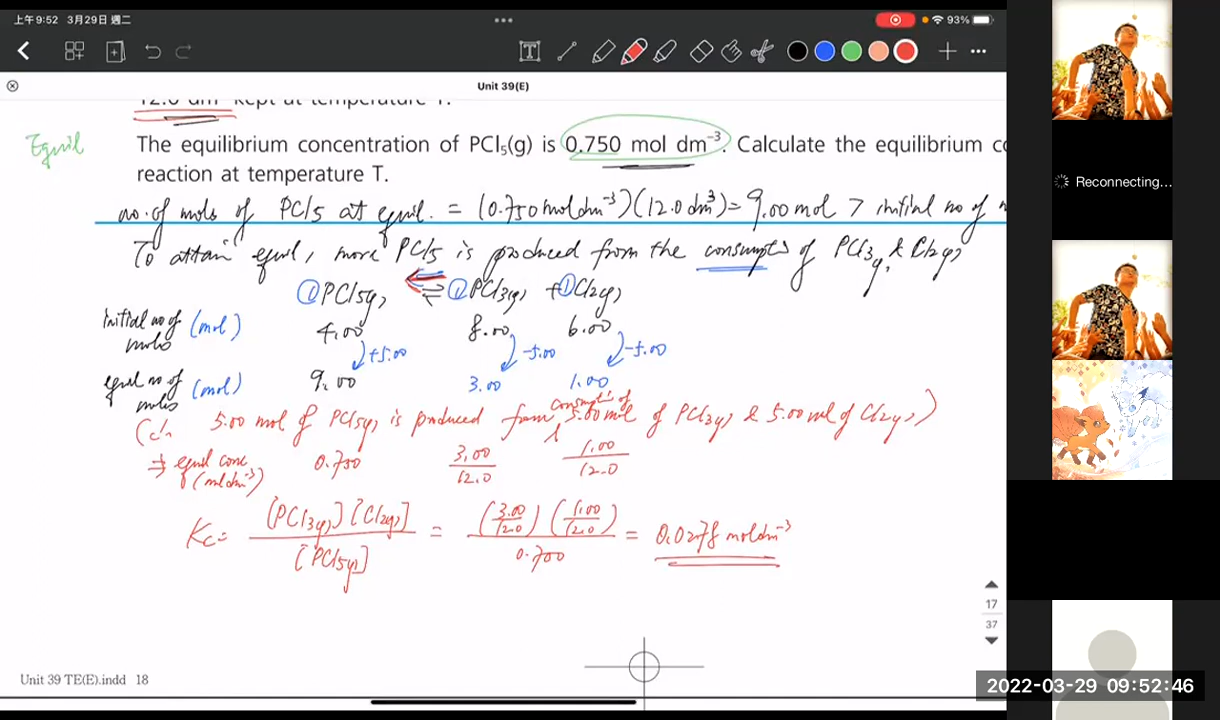 上午9:52 3月29日 週二
93%
Unit 39(E)
12.0 dm³ kept at temperature T.
Equil
The equilibrium concentration of PCl₅(g) is 0.750 mol dm⁻³. Calculate the equilibrium co
reaction at temperature T.
no. of mols of PCl5 at equil. = (0.750 mol dm⁻³)(12.0 dm³) = 9.00 mol > initial no of m
To attain equil, more PCl5 is produced from the of PCl3(g) & Cl2(g)
① PCl5(g) ⇌ ① PCl3(g) + ① Cl2(g)
initial no of mols (mol) 4.00 8.00 6.00
+5.00 -5.00 -5.00
equil no of moles (mol) 9.00 3.00 1.00
5.00 mol of PCl5(g) is produced from of 5.00 mol of PCl3(g) & 5.00 ml of Cl2(g))
⇒ equil conc (mol dm⁻³) 0.750 3.00/12.0 1.00/12.0
Kc = [PCl3(g)][Cl2(g)]/[PCl5(g)] = (3.00/12.0)(1.00/12.0)/0.750 = 0.0278 mol dm⁻³
17
37
Unit 39 TE(E).indd 18
Reconnecting...
2022-03-29 09:52:46